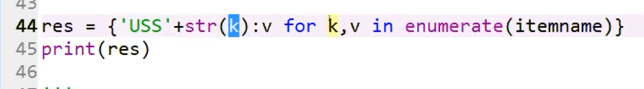 43
44 res = {'USS'+str(k):v for k,v in enumerate(itemname)}
45 print(res)
46
'''